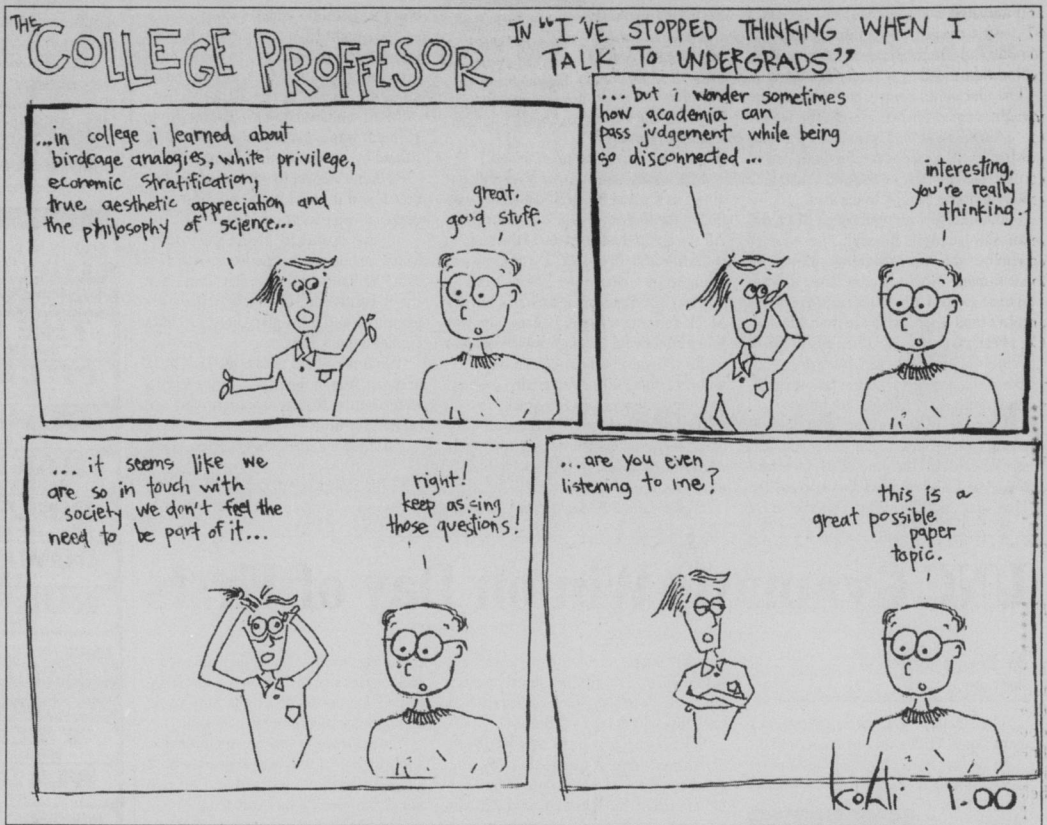 THE
COLLEGE PROFFESOR
IN "I'VE STOPPED THINKING WHEN I
TALK TO UNDERGRADS"
...in college i learned about
birdcage analogies, white privilege,
economic stratification,
true aesthetic appreciation and
the philosophy of science...
great.
good stuff.
...but i wonder sometimes
how academia can
pass judgement while being
so disconnected...
interesting.
you're really
thinking.
...it seems like we
are so in touch with
society we don't feel the
need to be part of it...
right!
keep asking
those questions!
...are you even
listening to me?
this is a
great possible
paper
topic.
kohli 1.00